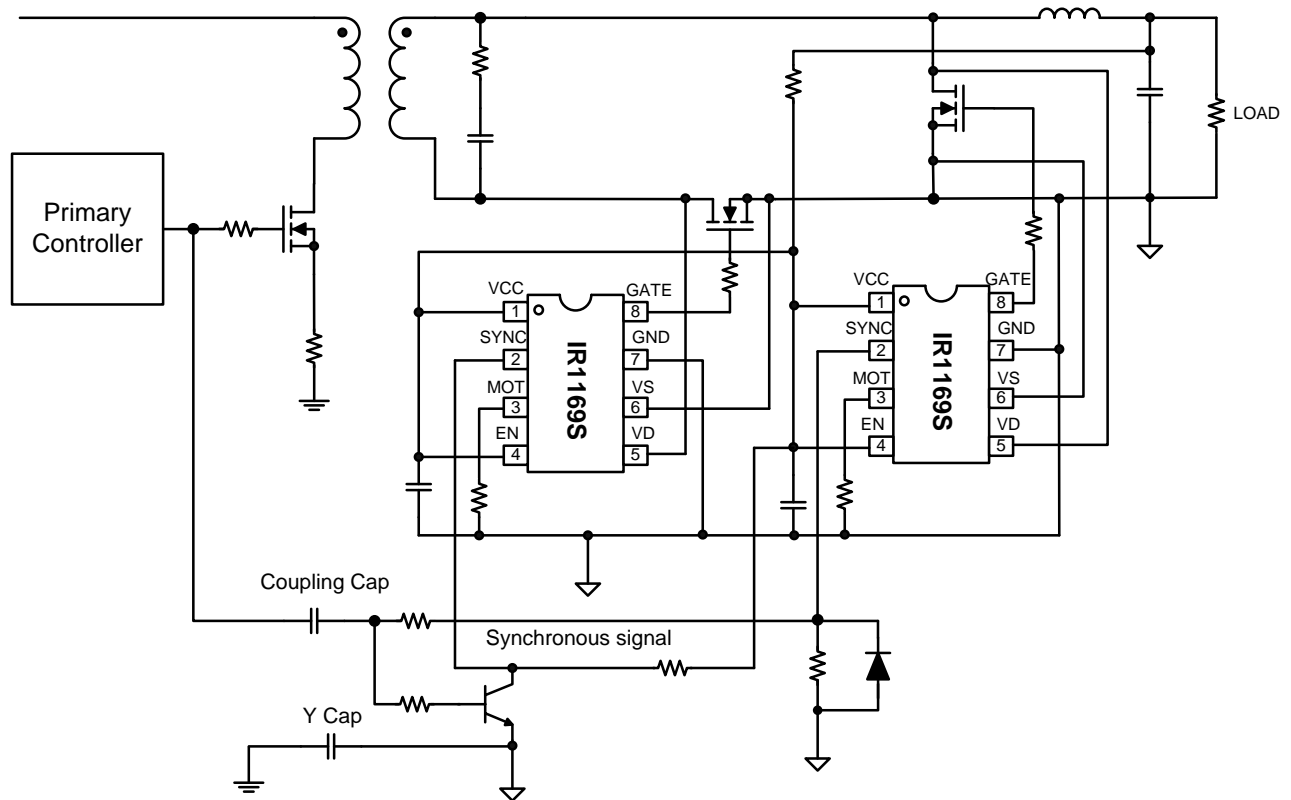 LOAD
Primary
Controller
VCC
1
SYNC
2
MOT
3
EN
4
IR1169S
GATE
8
GND
7
VS
6
VD
5
VCC
1
SYNC
2
MOT
3
EN
4
IR1169S
GATE
8
GND
7
VS
6
VD
5
Coupling Cap
Synchronous signal
Y Cap